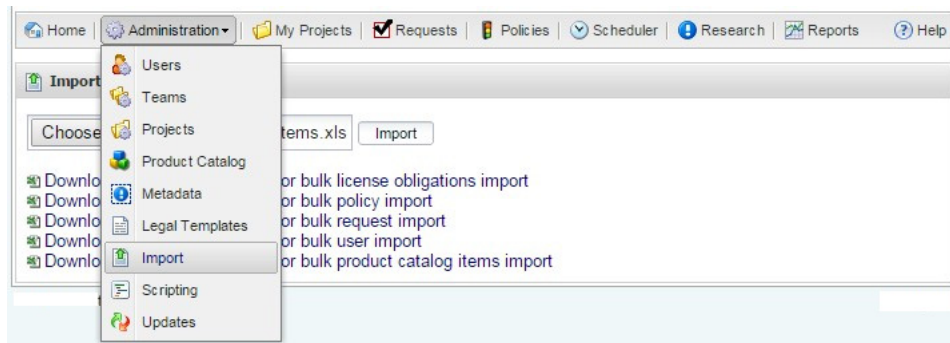 Home | Administration | My Projects | Requests | Policies | Scheduler | Research | Reports Help
Users
Import
Teams
Choose Projects tems.xls Import
Product Catalog
Downlo or bulk license obligations import
Downlo Metadata or bulk policy import
Downlo Legal Templates or bulk request import
Downlo or bulk user import
Downlo Import or bulk product catalog items import
Scripting
Updates